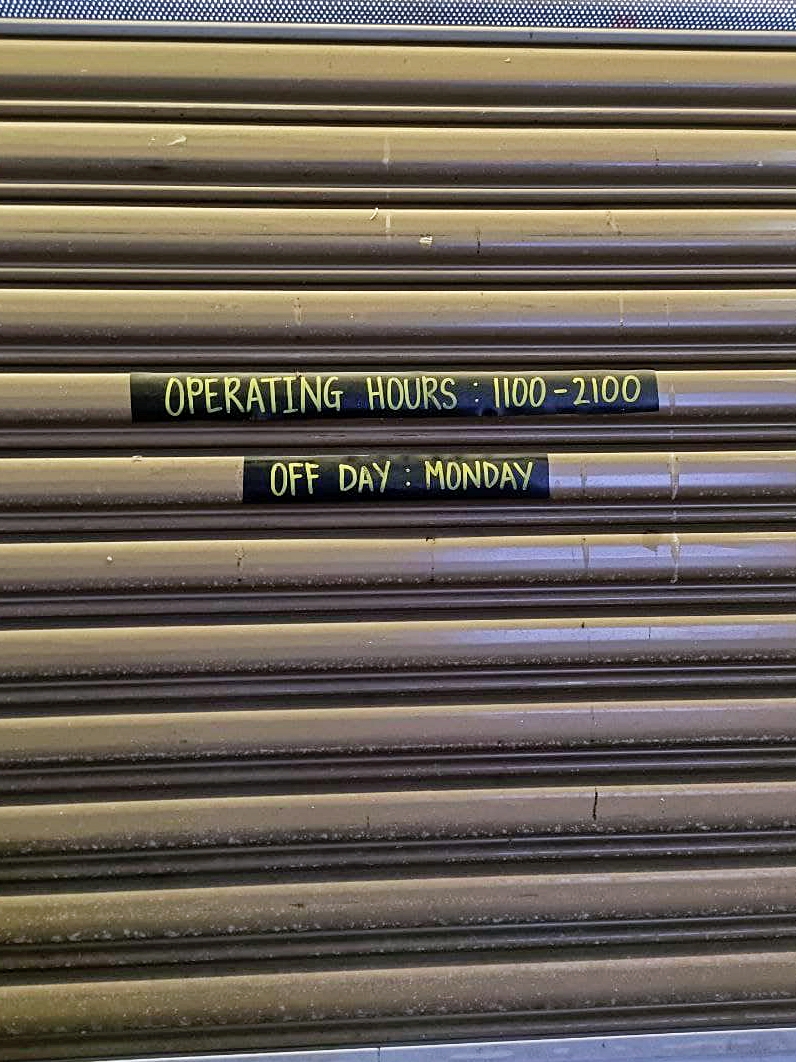 OPERATING HOURS : 1100-2100
OFF DAY : MONDAY